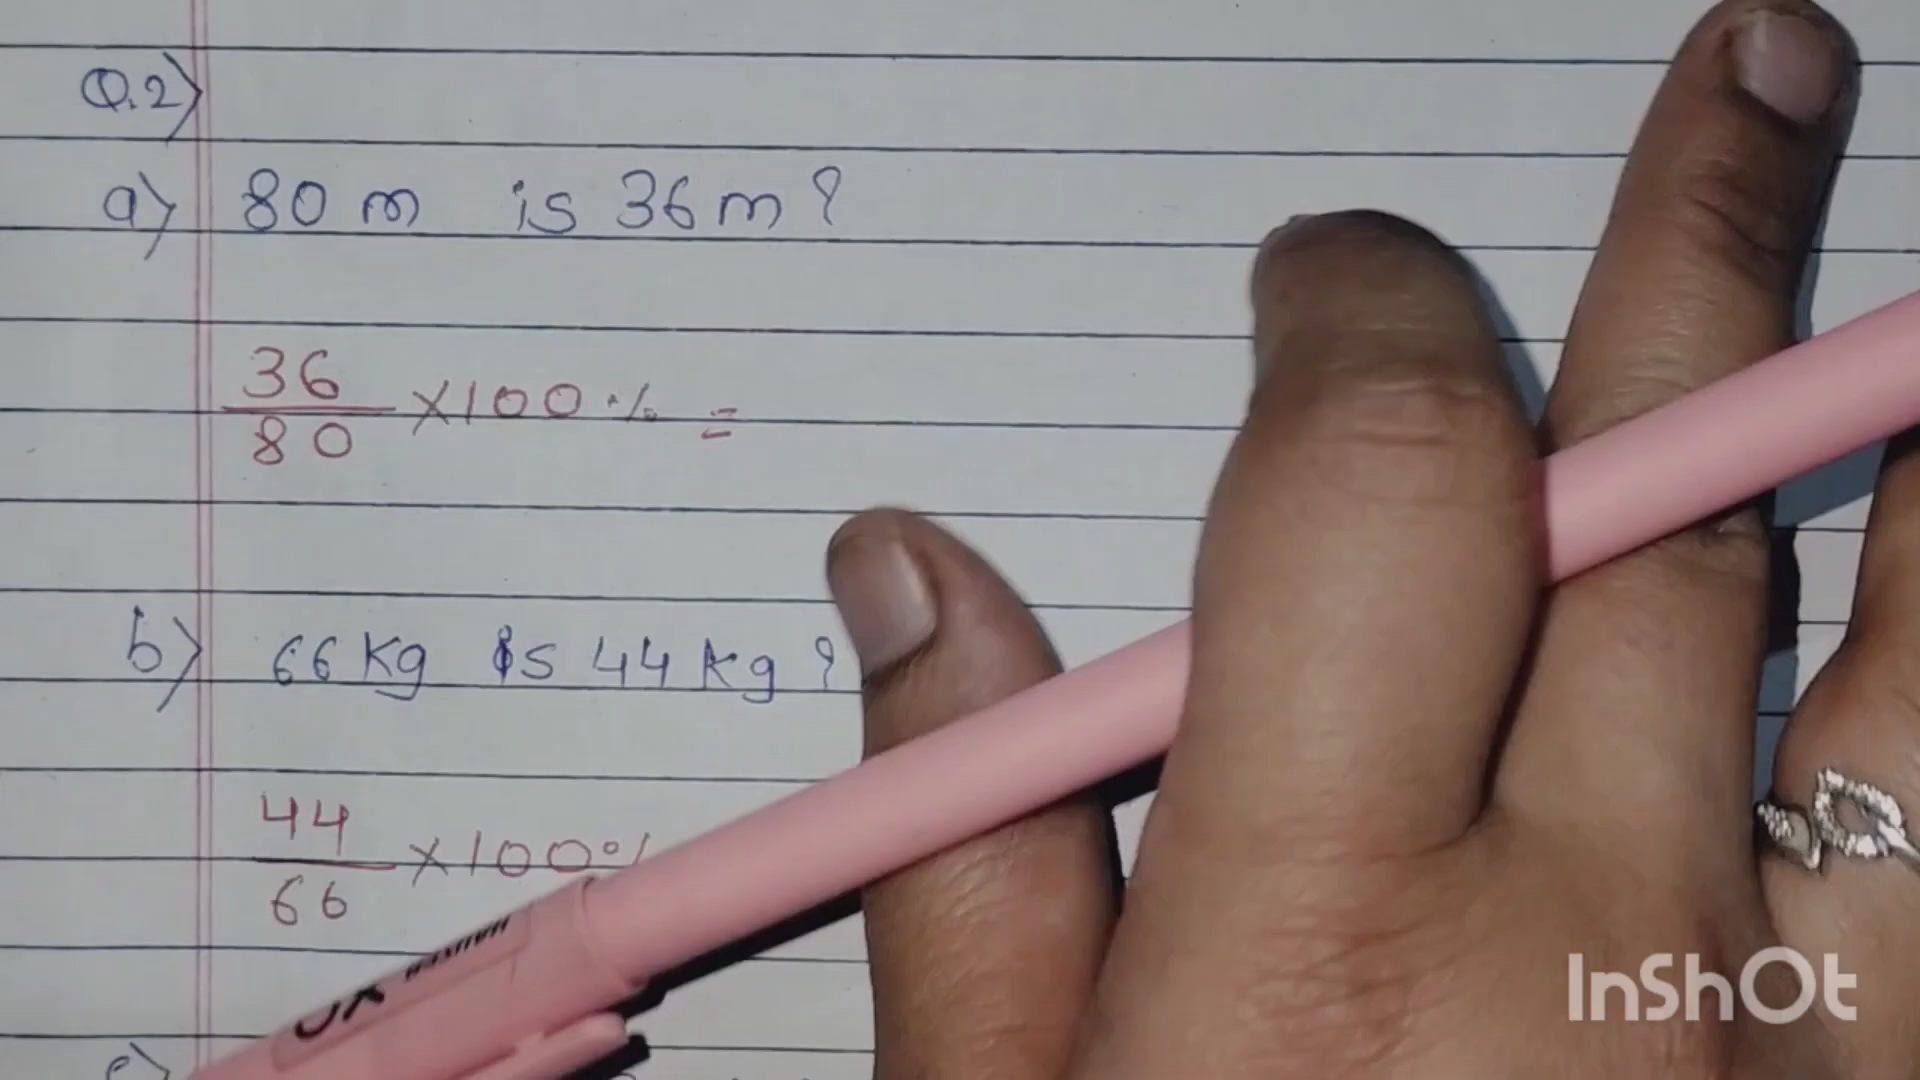 Q.2)
a) 80 m is 36 m ?
36
80
×100 % =
b) 66 Kg is 44 kg ?
44
66
×100%
c)
InShOt